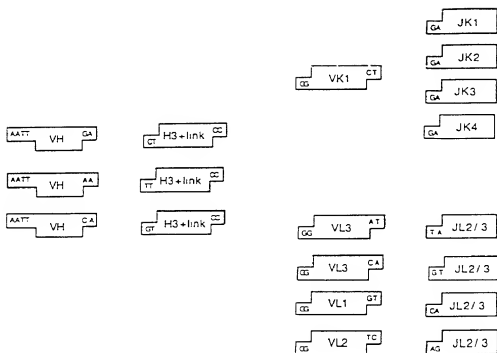 JK1
GA
JK2
GA
VK1
CT
GG
JK3
GA
JK4
GA
AATT
VH
GA
CT
H3+link
CC
AATT
VH
AA
TT
H3+link
CC
AATT
VH
CA
GT
H3+link
CC
GG
VL3
AT
TA
JL2/3
GG
VL3
CA
GT
JL2/3
GG
VL1
GT
CA
JL2/3
GG
VL2
TC
AG
JL2/3